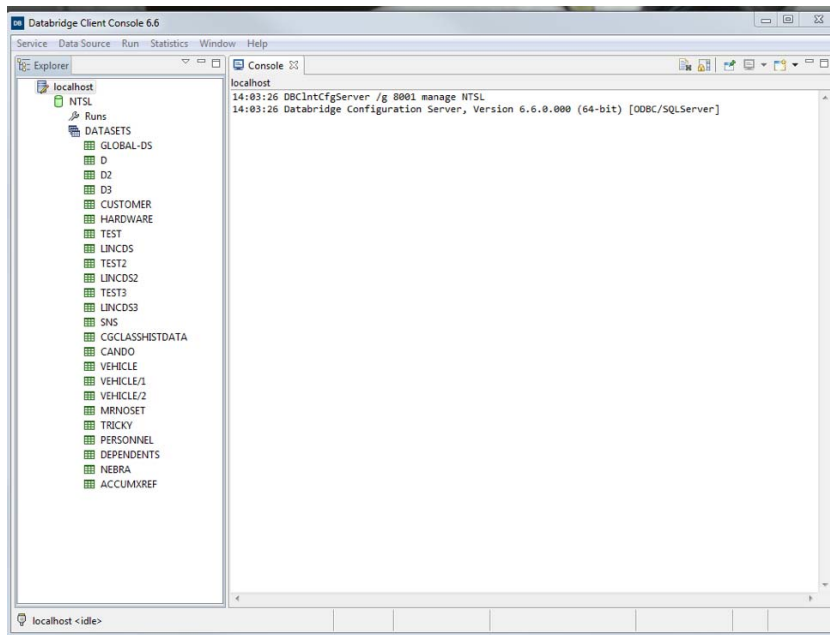 DB Databridge Client Console 6.6
Service Data Source Run Statistics Window Help
Explorer
localhost
NTSL
Runs
DATASETS
GLOBAL-DS
D
D2
D3
CUSTOMER
HARDWARE
TEST
LINCDS
TEST2
LINCDS2
TEST3
LINCDS3
SNS
CGCLASSHISTDATA
CANDO
VEHICLE
VEHICLE/1
VEHICLE/2
MRNOSET
TRICKY
PERSONNEL
DEPENDENTS
NEBRA
ACCUMXREF
Console
localhost
14:03:26 DBClntCfgServer /g 8001 manage NTSL
14:03:26 Databridge Configuration Server, Version 6.6.0.000 (64-bit) [ODBC/SQLServer]
localhost <idle>